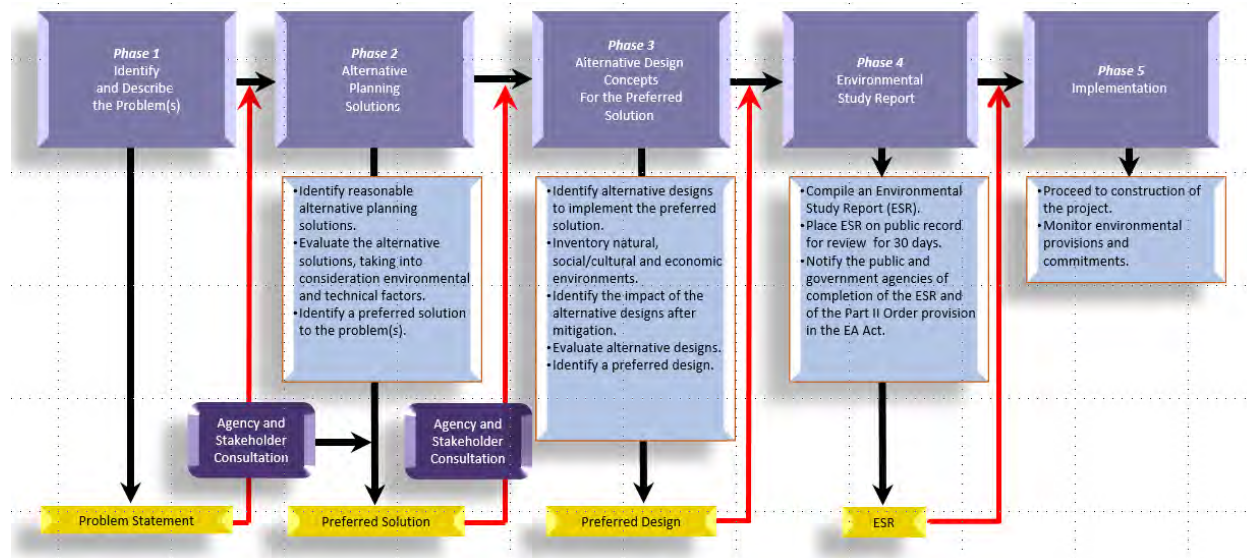 Phase 1
Identify
and Describe
the Problem(s)
Phase 2
Alternative
Planning
Solutions
Phase 3
Alternative Design
Concepts
For the Preferred
Solution
Phase 4
Environmental
Study Report
Phase 5
Implementation
•Identify reasonable
alternative planning
solutions.
•Evaluate the alternative
solutions, taking into
consideration environmental
and technical factors.
•Identify a preferred solution
to the problem(s).
•Identify alternative designs
to implement the preferred
solution.
•Inventory natural,
social/cultural and economic
environments.
•Identify the impact of the
alternative designs after
mitigation.
•Evaluate alternative designs.
•Identify a preferred design.
•Compile an Environmental
Study Report (ESR).
•Place ESR on public record
for review for 30 days.
•Notify the public and
government agencies of
completion of the ESR and
of the Part II Order provision
in the EA Act.
•Proceed to construction of
the project.
•Monitor environmental
provisions and
commitments.
Agency and
Stakeholder
Consultation
Agency and
Stakeholder
Consultation
Problem Statement
Preferred Solution
Preferred Design
ESR